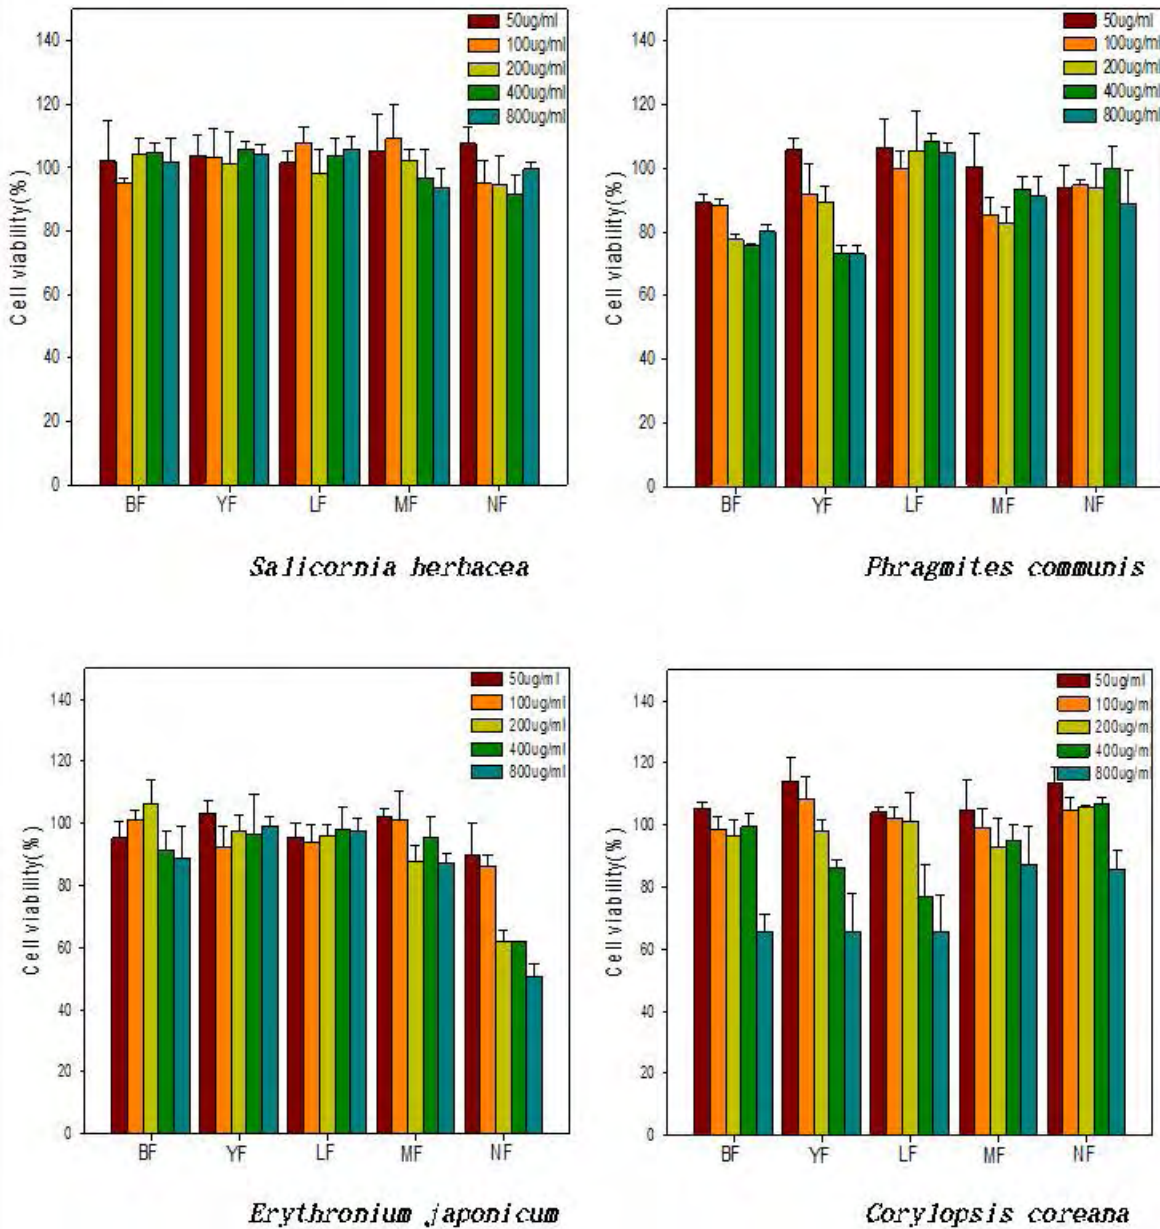 140
120
100
80
60
40
20
0
Cell viability(%)
50ug/ml
100ug/ml
200ug/ml
400ug/ml
800ug/ml
BF YF LF MF NF
Salicornia herbacea
140
120
100
80
60
40
20
0
Cell viability(%)
50ug/ml
100ug/ml
200ug/ml
400ug/ml
800ug/ml
BF YF LF MF NF
Phragmites communis
140
120
100
80
60
40
20
0
Cell viability(%)
50ug/ml
100ug/ml
200ug/ml
400ug/ml
800ug/ml
BF YF LF MF NF
Erythronium japonicum
140
120
100
80
60
40
20
0
Cell viability(%)
50ug/ml
100ug/ml
200ug/ml
400ug/ml
800ug/ml
BF YF LF MF NF
Corylopsis coreana